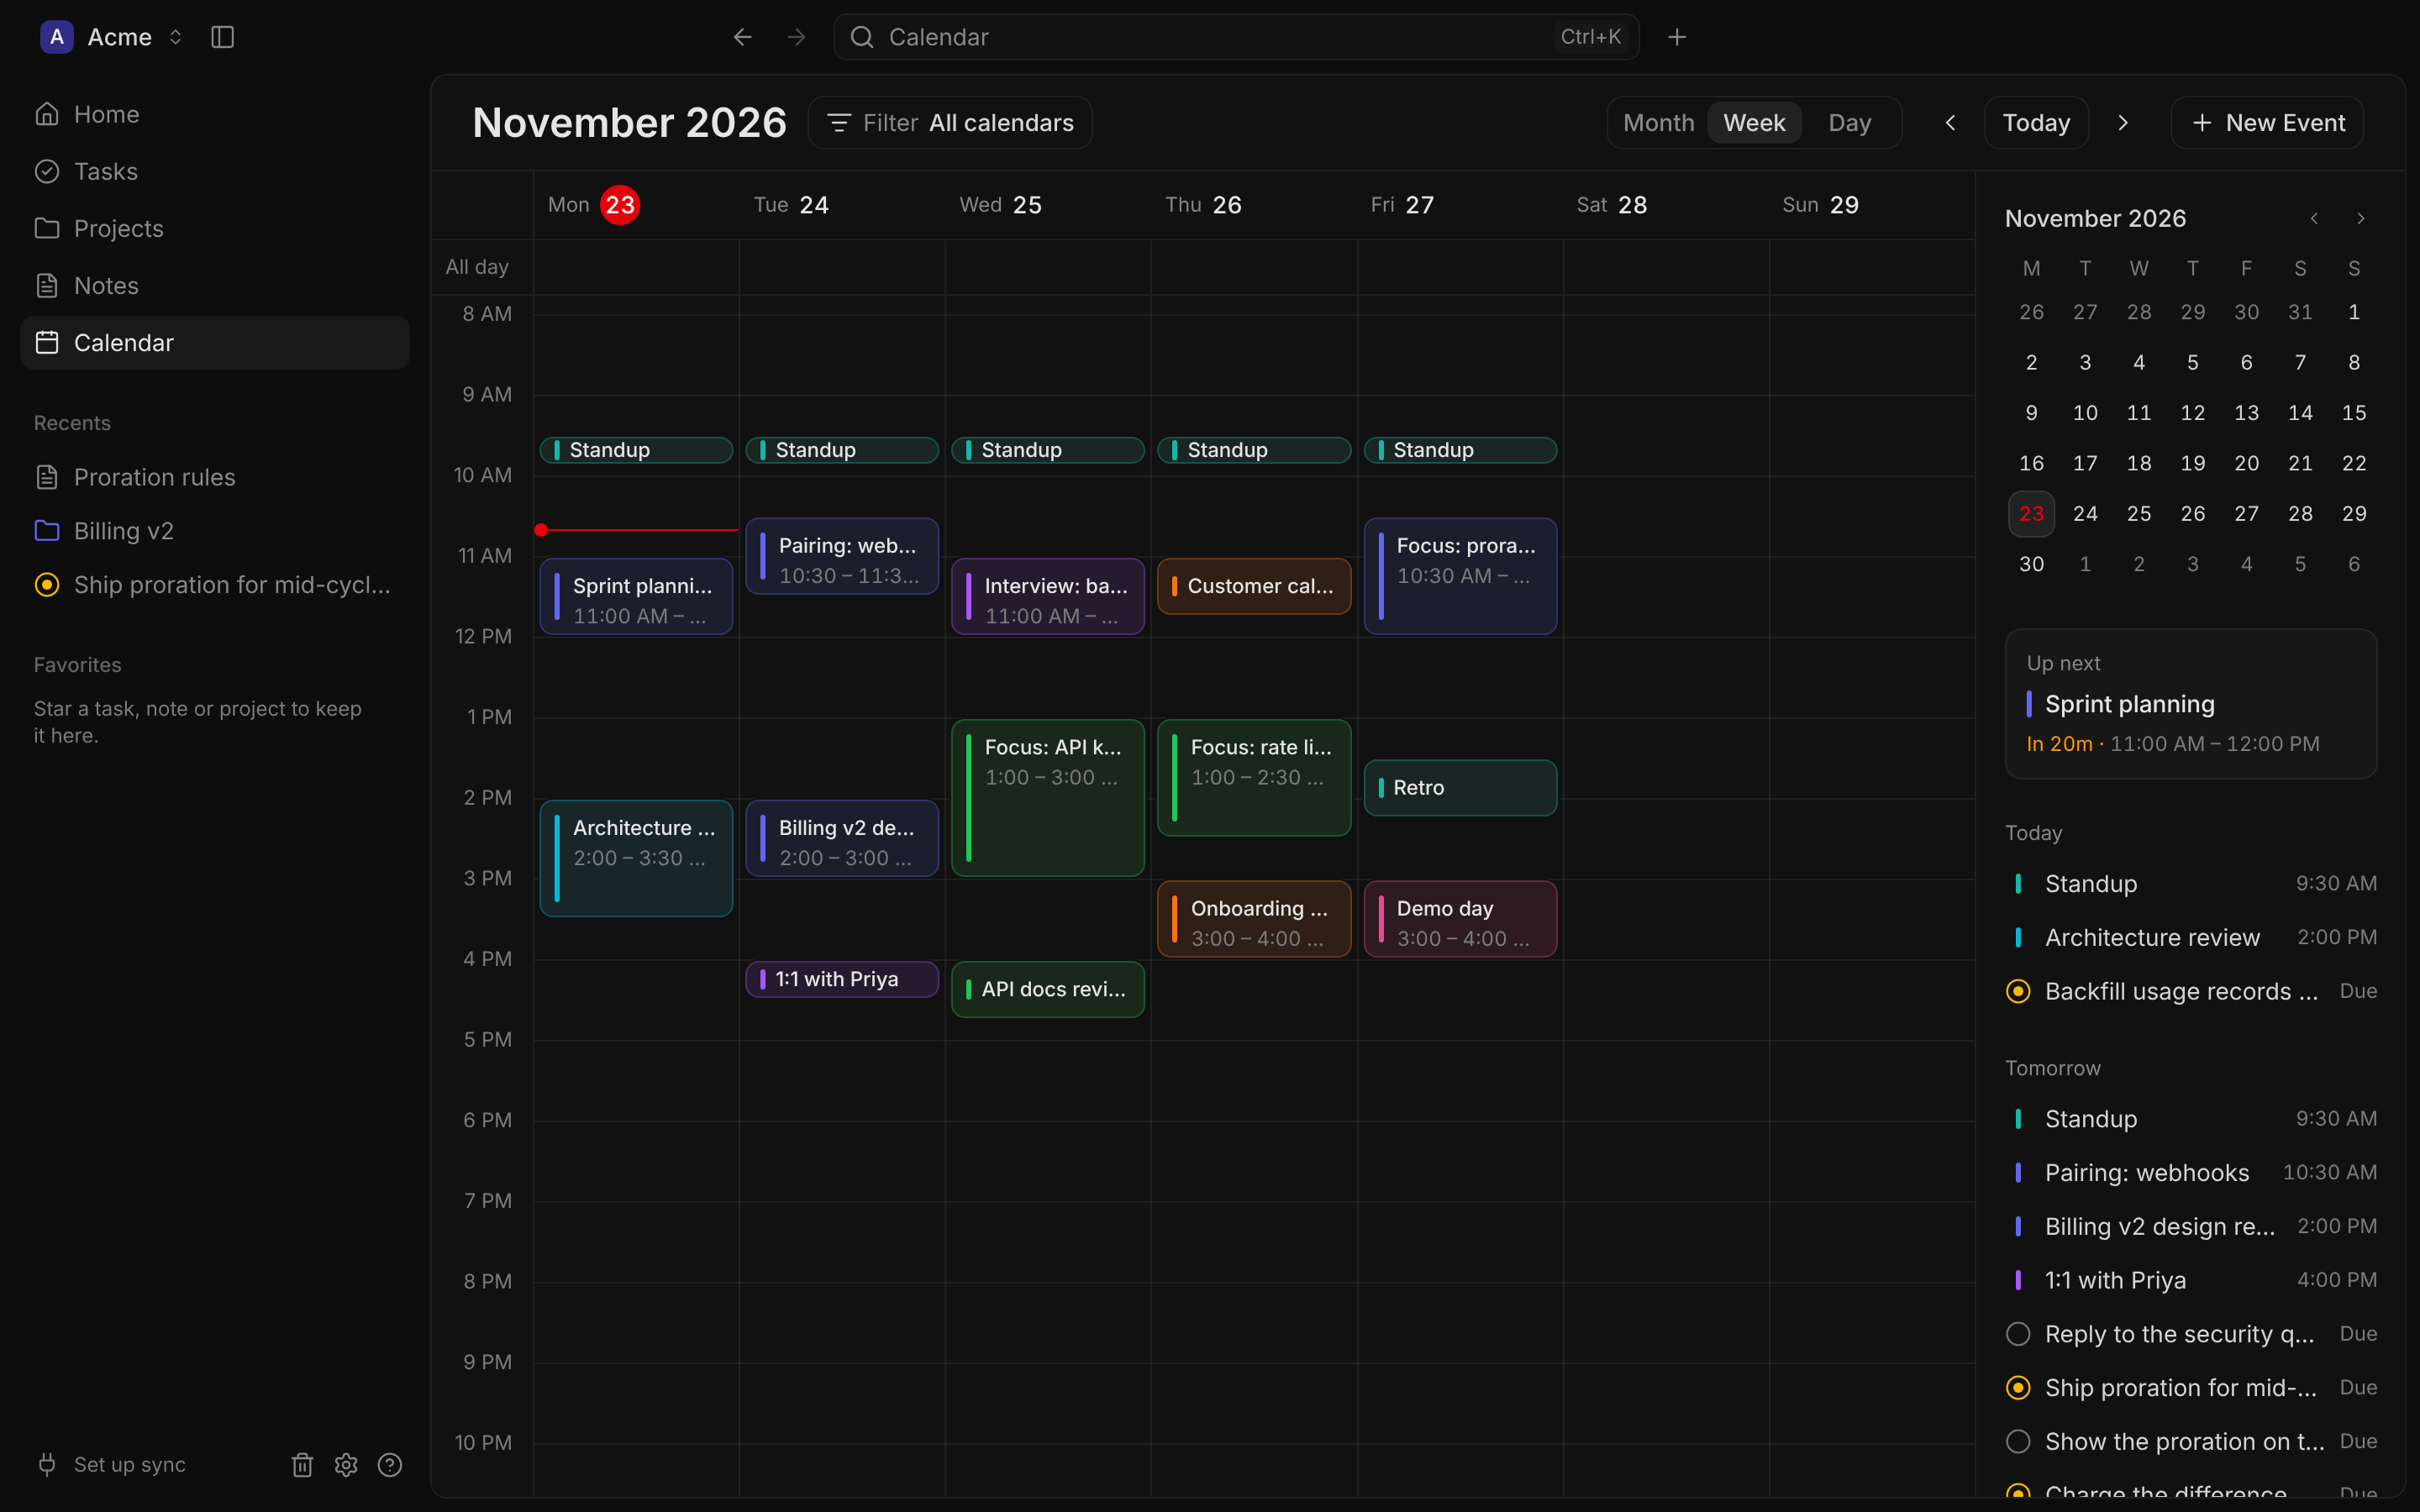 A Acme
Calendar Ctrl+K
Home
Tasks
Projects
Notes
Calendar
Recents
Proration rules
Billing v2
Ship proration for mid-cycl...
Favorites
Star a task, note or project to keep
it here.
Set up sync
November 2026 Filter All calendars Month Week Day Today New Event
Mon 23 Tue 24 Wed 25 Thu 26 Fri 27 Sat 28 Sun 29
All day
8 AM
9 AM
10 AM
11 AM
12 PM
1 PM
2 PM
3 PM
4 PM
5 PM
6 PM
7 PM
8 PM
9 PM
10 PM
Standup
Sprint planni...
11:00 AM – ...
Architecture ...
2:00 – 3:30 ...
Standup
Pairing: web...
10:30 – 11:3...
Billing v2 de...
2:00 – 3:00 ...
1:1 with Priya
Standup
Interview: ba...
11:00 AM – ...
Focus: API k...
1:00 – 3:00 ...
API docs revi...
Standup
Customer cal...
Focus: rate li...
1:00 – 2:30 ...
Onboarding ...
3:00 – 4:00 ...
Standup
Focus: prora...
10:30 AM – ...
Retro
Demo day
3:00 – 4:00 ...
November 2026
M T W T F S S
26 27 28 29 30 31 1
2 3 4 5 6 7 8
9 10 11 12 13 14 15
16 17 18 19 20 21 22
23 24 25 26 27 28 29
30 1 2 3 4 5 6
Up next
Sprint planning
In 20m · 11:00 AM – 12:00 PM
Today
Standup 9:30 AM
Architecture review 2:00 PM
Backfill usage records ... Due
Tomorrow
Standup 9:30 AM
Pairing: webhooks 10:30 AM
Billing v2 design re... 2:00 PM
1:1 with Priya 4:00 PM
Reply to the security q... Due
Ship proration for mid-... Due
Show the proration on t... Due
Charge the difference Due